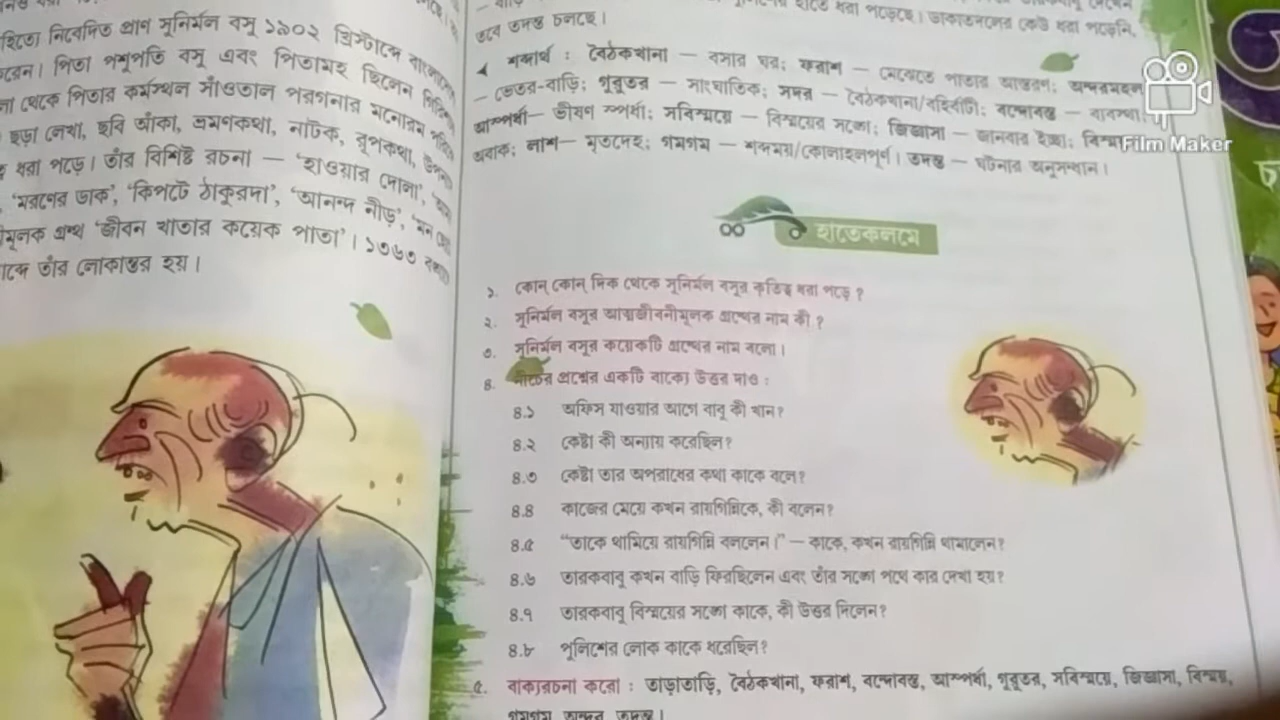 হিত্যে নিবেদিত প্রাণ সুনির্মল বসু ১৯০২ খ্রিস্টাব্দে
রেন। পিতা পশুপতি বসু এবং পিতামহ ছিলেন
থেকে পিতার কর্মস্থল সাঁওতাল পরগনার মনোরম
ছড়া লেখা, ছবি আঁকা, ভ্রমণকথা, নাটক, রূপকথা,
ধরা পড়ে। তাঁর বিশিষ্ট রচনা — 'হাওয়ার দোলা',
'মরণের ডাক', 'কিপটে ঠাকুরদা', 'আনন্দ নীড়', 'মন
মূলক গ্রন্থ 'জীবন খাতার কয়েক পাতা'। ১৩৬৩
ব্দে তাঁর লোকান্তর হয়।
হাতে ধরা পড়েছে। ডাকাতদলের কেউ ধরা পড়েনি,
তবে তদন্ত চলছে।
শব্দার্থ : বৈঠকখানা — বসার ঘর; ফরাশ — মেঝেতে পাতার আস্তরণ; অন্দরমহল
— ভেতর-বাড়ি; গুরুতর — সাংঘাতিক; সদর — বৈঠকখানা/বহির্বাটী; বন্দোবস্ত — ব্যবস্থা;
আস্পর্ধা— ভীষণ স্পর্ধা; সবিস্ময়ে — বিস্ময়ের সঙ্গে; জিজ্ঞাসা — জানবার ইচ্ছা;
অবাক; লাশ— মৃতদেহ; গমগম — শব্দময়/কোলাহলপূর্ণ। তদন্ত — ঘটনার অনুসন্ধান।
Film Maker
হাতেকলমে
১. কোন্ কোন্ দিক থেকে সুনির্মল বসুর কৃতিত্ব ধরা পড়ে ?
২. সুনির্মল বসুর আত্মজীবনীমূলক গ্রন্থের নাম কী ?
৩. সুনির্মল বসুর কয়েকটি গ্রন্থের নাম বলো।
৪. নীচের প্রশ্নের একটি বাক্যে উত্তর দাও :
৪.১ অফিস যাওয়ার আগে বাবু কী খান?
৪.২ কেষ্টা কী অন্যায় করেছিল?
৪.৩ কেষ্টা তার অপরাধের কথা কাকে বলে?
৪.৪ কাজের মেয়ে কখন রায়গিন্নিকে, কী বলেন?
৪.৫ “তাকে থামিয়ে রায়গিন্নি বললেন।” — কাকে, কখন রায়গিন্নি থামালেন?
৪.৬ তারকবাবু কখন বাড়ি ফিরছিলেন এবং তাঁর সঙ্গে পথে কার দেখা হয়?
৪.৭ তারকবাবু বিস্ময়ের সঙ্গে কাকে, কী উত্তর দিলেন?
৪.৮ পুলিশের লোক কাকে ধরেছিল?
৫. বাক্যরচনা করো : তাড়াতাড়ি, বৈঠকখানা, ফরাশ, বন্দোবস্ত, আস্পর্ধা, গুরুতর, সবিস্ময়ে, জিজ্ঞাসা, বিস্ময়,
গমগম, অন্দর, তদন্ত।